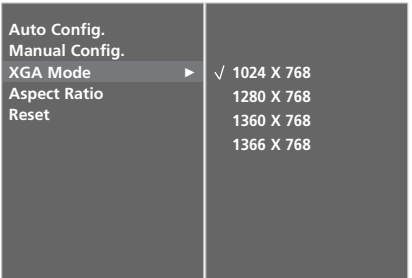 Auto Config.
Manual Config.
XGA Mode ►
Aspect Ratio
Reset
√ 1024 X 768
1280 X 768
1360 X 768
1366 X 768